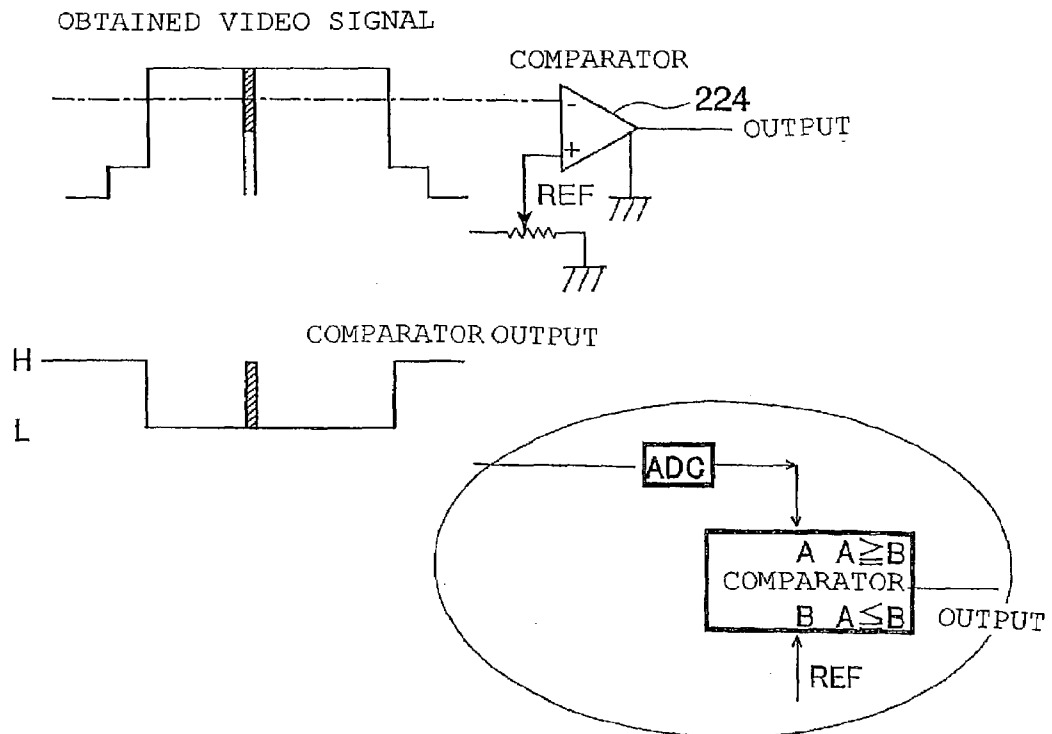 OBTAINED VIDEO SIGNAL
COMPARATOR
224
-
OUTPUT
+
REF
COMPARATOR OUTPUT
H
L
ADC
A A≧B
COMPARATOR
B A≦B
OUTPUT
REF